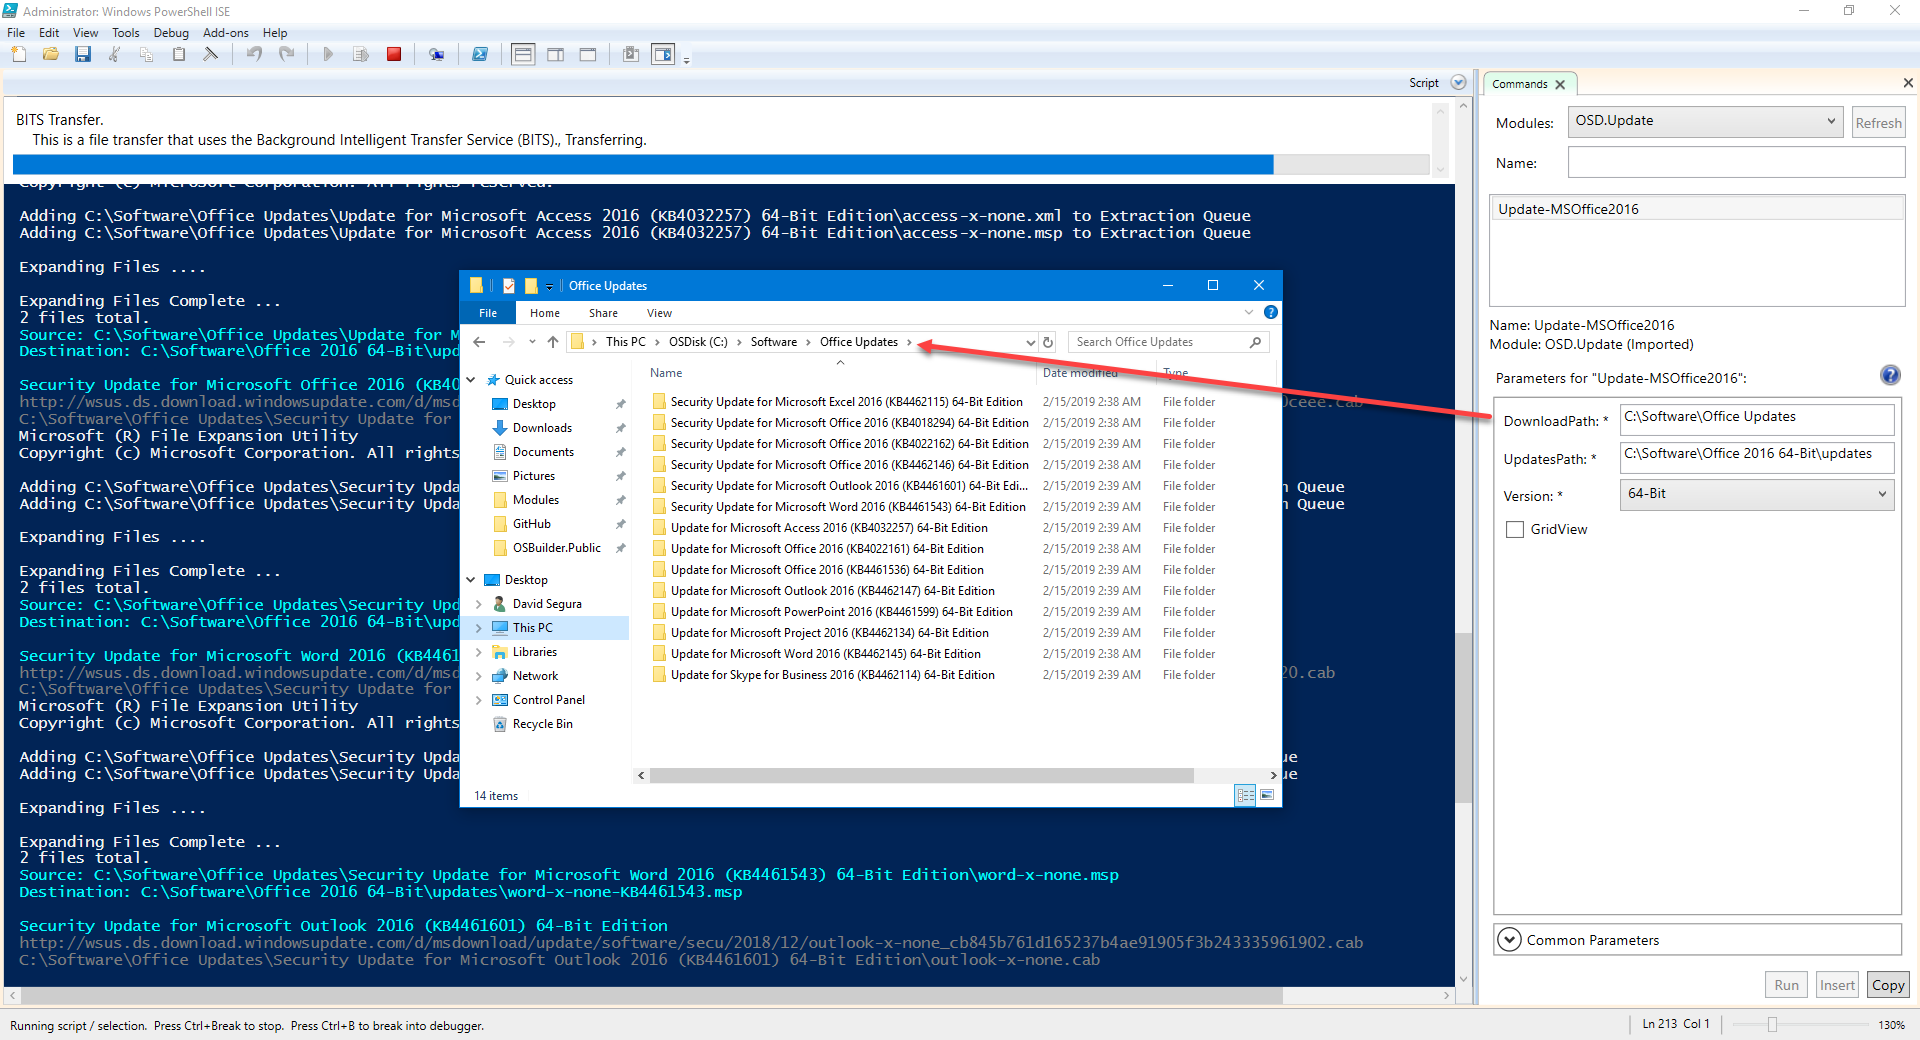 Administrator: Windows PowerShell ISE
File Edit View Tools Debug Add-ons Help
Script
BITS Transfer.
This is a file transfer that uses the Background Intelligent Transfer Service (BITS)., Transferring.
Copyright (c) Microsoft Corporation. All rights reserved.
Adding C:\Software\Office Updates\Update for Microsoft Access 2016 (KB4032257) 64-Bit Edition\access-x-none.xml to Extraction Queue
Adding C:\Software\Office Updates\Update for Microsoft Access 2016 (KB4032257) 64-Bit Edition\access-x-none.msp to Extraction Queue
Expanding Files ....
Expanding Files Complete ...
2 files total.
Source: C:\Software\Office Updates\Update for M
Destination: C:\Software\Office 2016 64-Bit\upd
Security Update for Microsoft Office 2016 (KB40
http://wsus.ds.download.windowsupdate.com/d/msd
ceee.cab
C:\Software\Office Updates\Security Update for
Microsoft (R) File Expansion Utility
Copyright (c) Microsoft Corporation. All rights
Adding C:\Software\Office Updates\Security Upda
n Queue
Adding C:\Software\Office Updates\Security Upda
n Queue
Expanding Files ....
Expanding Files Complete ...
2 files total.
Source: C:\Software\Office Updates\Security Upd
Destination: C:\Software\Office 2016 64-Bit\upd
Security Update for Microsoft Word 2016 (KB4461
http://wsus.ds.download.windowsupdate.com/d/msd
20.cab
C:\Software\Office Updates\Security Update for
Microsoft (R) File Expansion Utility
Copyright (c) Microsoft Corporation. All rights
Adding C:\Software\Office Updates\Security Upda
ue
Adding C:\Software\Office Updates\Security Upda
ue
Expanding Files ....
Expanding Files Complete ...
2 files total.
Source: C:\Software\Office Updates\Security Update for Microsoft Word 2016 (KB4461543) 64-Bit Edition\word-x-none.msp
Destination: C:\Software\Office 2016 64-Bit\updates\word-x-none-KB4461543.msp
Security Update for Microsoft Outlook 2016 (KB4461601) 64-Bit Edition
http://wsus.ds.download.windowsupdate.com/d/msdownload/update/software/secu/2018/12/outlook-x-none_cb845b761d165237b4ae91905f3b243335961902.cab
C:\Software\Office Updates\Security Update for Microsoft Outlook 2016 (KB4461601) 64-Bit Edition\outlook-x-none.cab
Office Updates
File Home Share View
This PC OSDisk (C:) Software Office Updates
Search Office Updates
Quick access
Desktop
Downloads
Documents
Pictures
Modules
GitHub
OSBuilder.Public
Desktop
David Segura
This PC
Libraries
Network
Control Panel
Recycle Bin
Name Date modified Type
Security Update for Microsoft Excel 2016 (KB4462115) 64-Bit Edition 2/15/2019 2:38 AM File folder
Security Update for Microsoft Office 2016 (KB4018294) 64-Bit Edition 2/15/2019 2:38 AM File folder
Security Update for Microsoft Office 2016 (KB4022162) 64-Bit Edition 2/15/2019 2:39 AM File folder
Security Update for Microsoft Office 2016 (KB4462146) 64-Bit Edition 2/15/2019 2:38 AM File folder
Security Update for Microsoft Outlook 2016 (KB4461601) 64-Bit Edi... 2/15/2019 2:39 AM File folder
Security Update for Microsoft Word 2016 (KB4461543) 64-Bit Edition 2/15/2019 2:39 AM File folder
Update for Microsoft Access 2016 (KB4032257) 64-Bit Edition 2/15/2019 2:39 AM File folder
Update for Microsoft Office 2016 (KB4022161) 64-Bit Edition 2/15/2019 2:38 AM File folder
Update for Microsoft Office 2016 (KB4461536) 64-Bit Edition 2/15/2019 2:39 AM File folder
Update for Microsoft Outlook 2016 (KB4462147) 64-Bit Edition 2/15/2019 2:39 AM File folder
Update for Microsoft PowerPoint 2016 (KB4461599) 64-Bit Edition 2/15/2019 2:39 AM File folder
Update for Microsoft Project 2016 (KB4462134) 64-Bit Edition 2/15/2019 2:39 AM File folder
Update for Microsoft Word 2016 (KB4462145) 64-Bit Edition 2/15/2019 2:38 AM File folder
Update for Skype for Business 2016 (KB4462114) 64-Bit Edition 2/15/2019 2:39 AM File folder
14 items
Commands
Modules: OSD.Update Refresh
Name:
Update-MSOffice2016
Name: Update-MSOffice2016
Module: OSD.Update (Imported)
Parameters for "Update-MSOffice2016":
DownloadPath: * C:\Software\Office Updates
UpdatesPath: * C:\Software\Office 2016 64-Bit\updates
Version: * 64-Bit
GridView
Common Parameters
Run Insert Copy
Running script / selection. Press Ctrl+Break to stop. Press Ctrl+B to break into debugger.
Ln 213 Col 1
130%